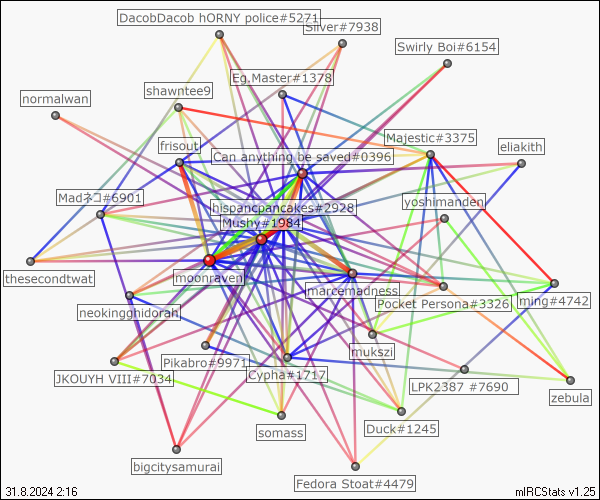 DacobDacob hORNY police#5271
Silver#7938
Swirly Boi#6154
Eg.Master#1378
shawntee9
normalwan
Majestic#3375
frisout
Can anything be saved#0396
eliakith
Madネコ#6901
yoshimanden
hispancpancakes#2928
Mushy#1984
thesecondtwat
moonraven
marcemadness
Pocket Persona#3326
ming#4742
neokingghidorah
mukszi
Pikabro#9971
JKOUYH VIII#7034
Cypha#1717
LPK2387 #7690
zebula
somass
Duck#1245
bigcitysamurai
Fedora Stoat#4479
31.8.2024 2:16
mIRCStats v1.25